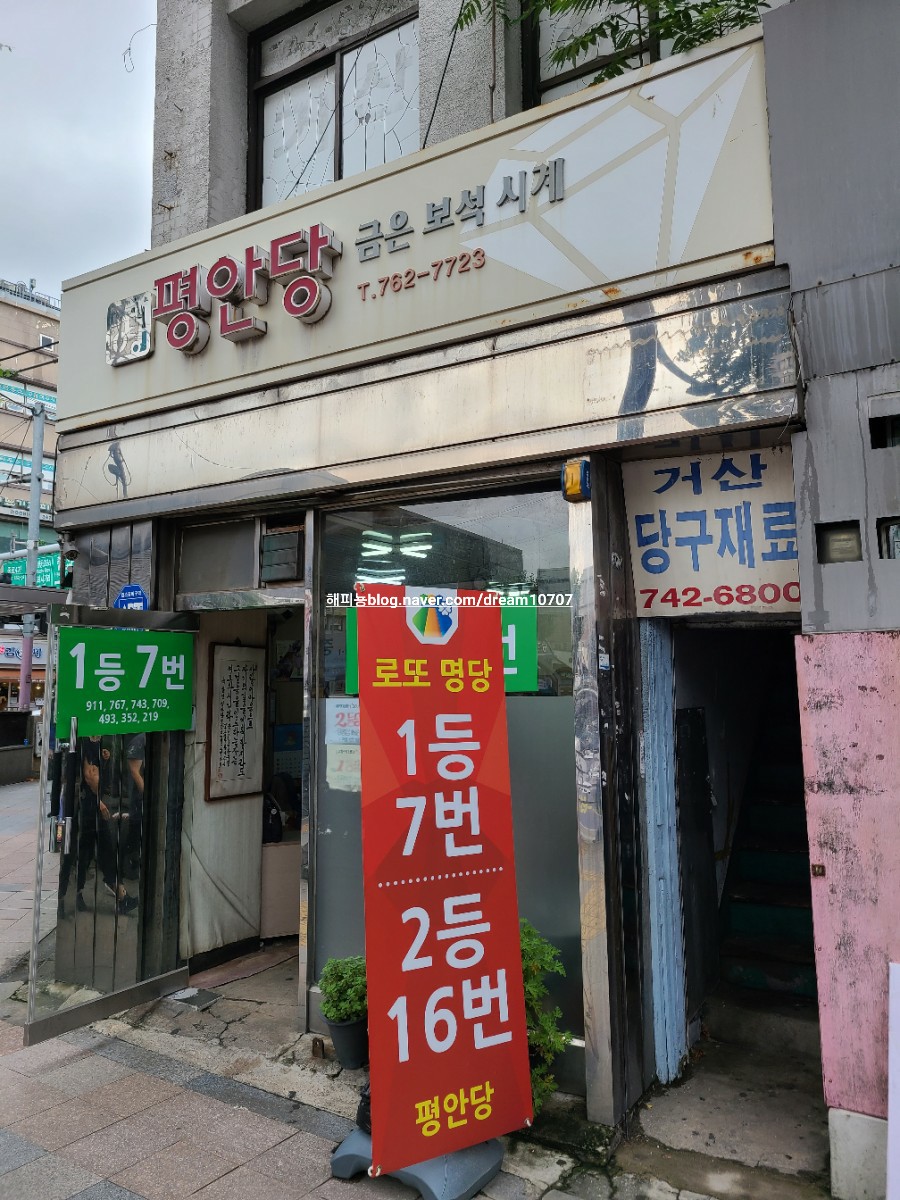 평안당 금은 보석 시계
T.762-7723
거산
당구재료
742-6800
해피퐁blog.naver.com/dream10707
1등 7번
911, 767, 743, 709,
493, 352, 219
번
로또 명당
1등
7번
2등
16번
평안당